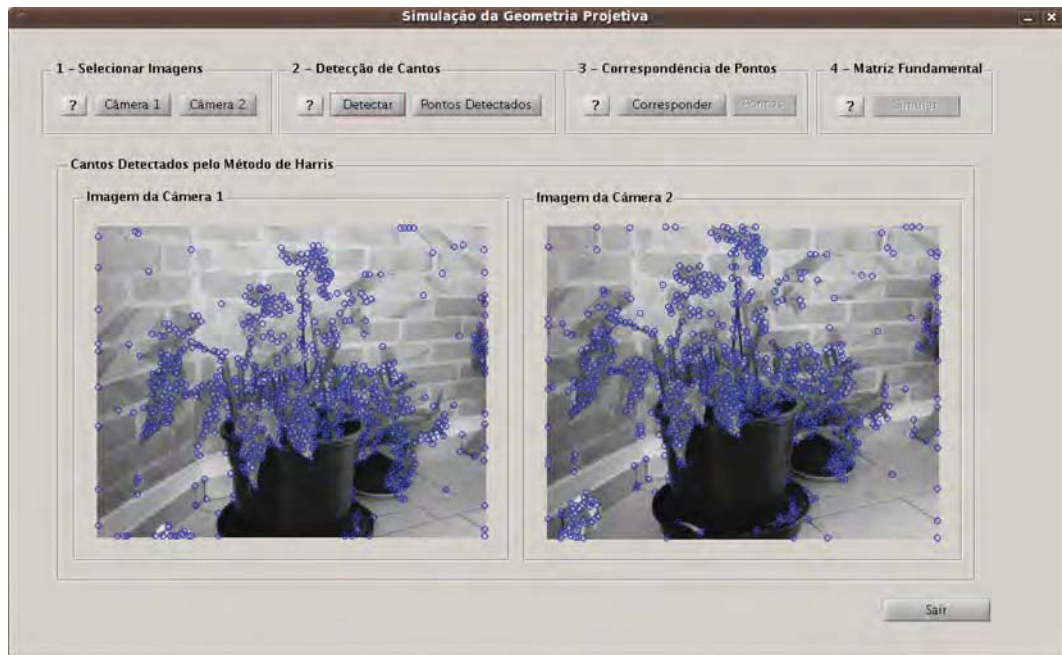 Simulação da Geometria Projetiva
1 - Selecionar Imagens
? Câmera 1 Câmera 2
2 - Detecção de Cantos
? Detectar Pontos Detectados
3 - Correspondência de Pontos
? Corresponder Pontos
4 - Matriz Fundamental
? Simular
Cantos Detectados pelo Método de Harris
Imagem da Câmera 1
Imagem da Câmera 2
Sair